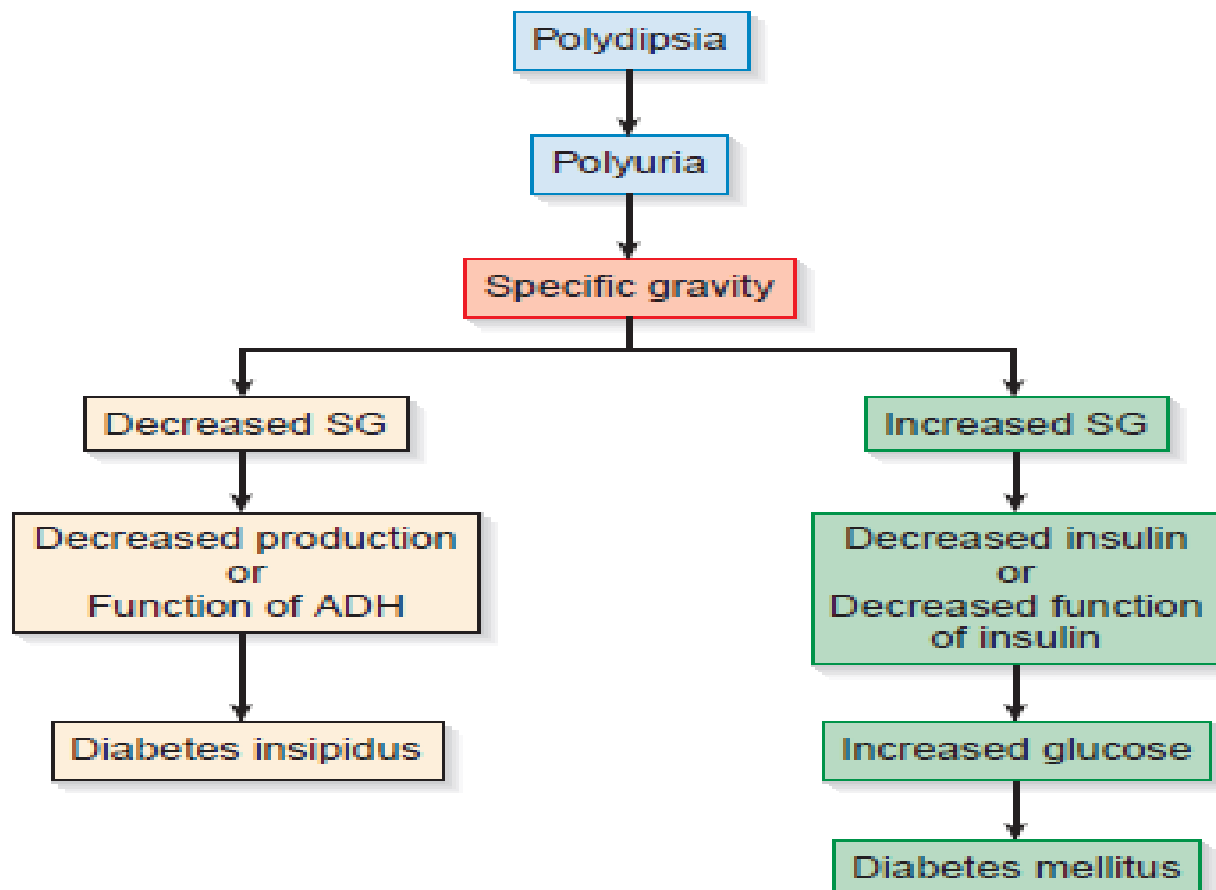 Polydipsia
Polyuria
Specific gravity
Decreased SG
Decreased production
or
Function of ADH
Diabetes insipidus
Increased SG
Decreased insulin
or
Decreased function
of insulin
Increased glucose
Diabetes mellitus